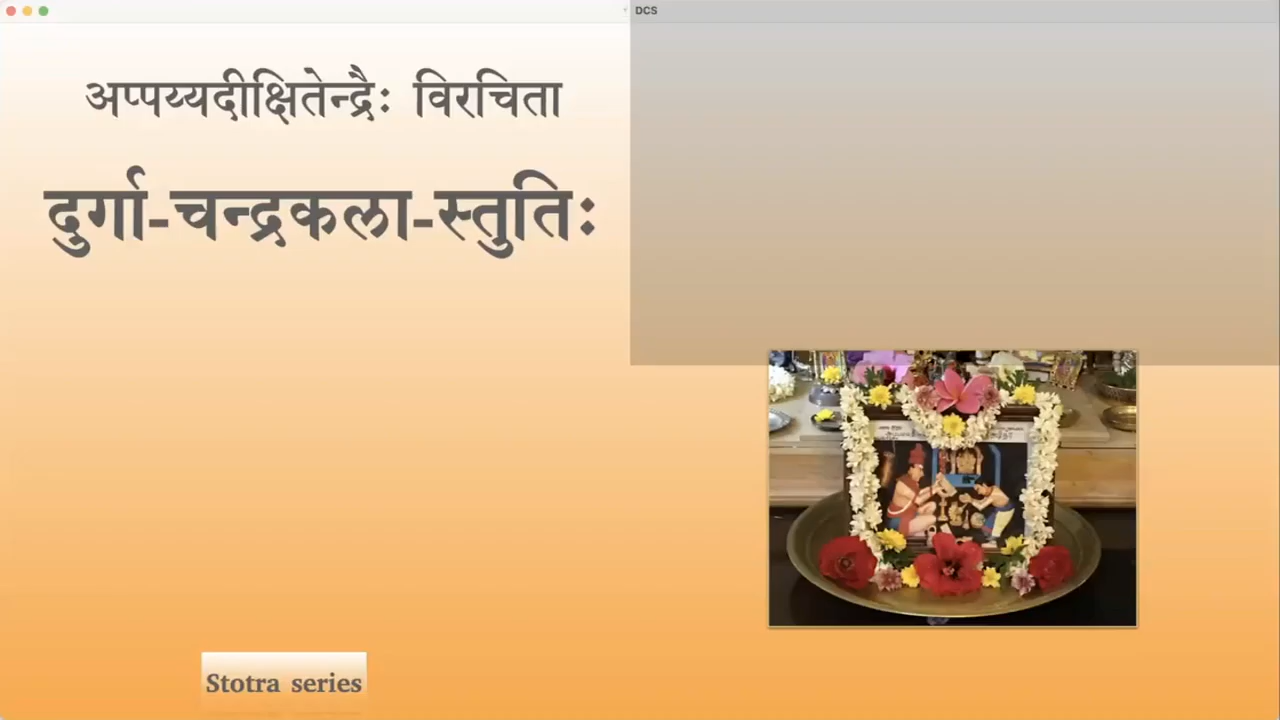 DCS
अप्पय्यदीक्षितेन्द्रैः विरचिता
दुर्गा-चन्द्रकला-स्तुतिः
Stotra series